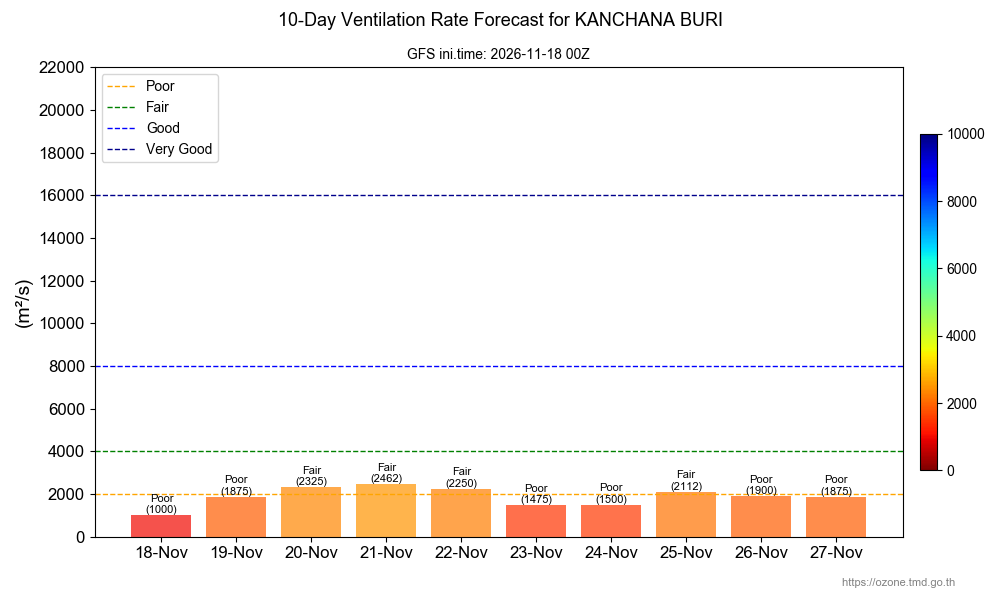 10-Day Ventilation Rate Forecast for KANCHANA BURI
GFS ini.time: 2026-11-18 00Z
(m²/s)
22000
20000
18000
16000
14000
12000
10000
8000
6000
4000
2000
0
Poor
Fair
Good
Very Good
Poor
(1000)
Poor
(1875)
Fair
(2325)
Fair
(2462)
Fair
(2250)
Poor
(1475)
Poor
(1500)
Fair
(2112)
Poor
(1900)
Poor
(1875)
18-Nov 19-Nov 20-Nov 21-Nov 22-Nov 23-Nov 24-Nov 25-Nov 26-Nov 27-Nov
10000
8000
6000
4000
2000
0
https://ozone.tmd.go.th